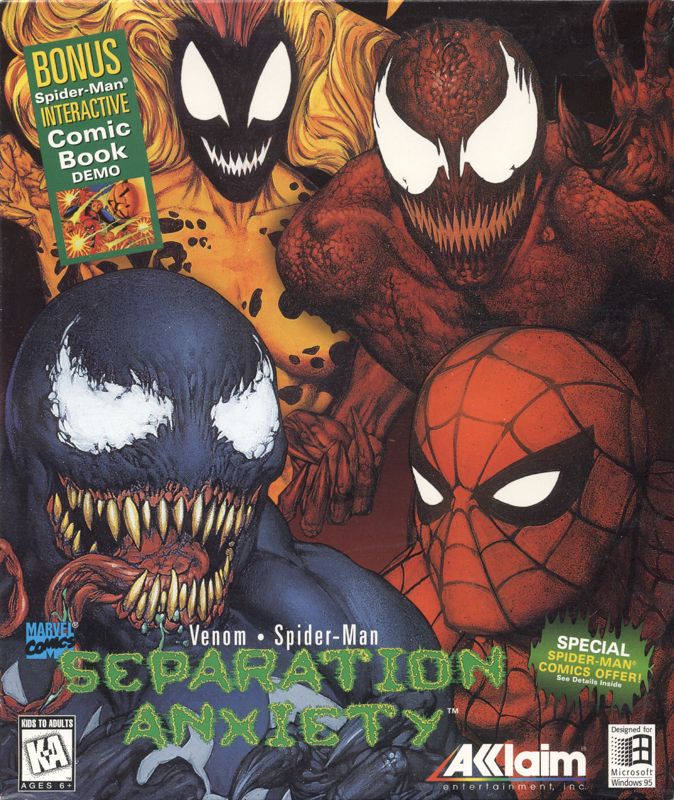 BONUS
Spider-Man®
INTERACTIVE
Comic
Book
DEMO
MARVEL®
COMICS
Venom • Spider-Man
SEPARATION
ANXIETY™
SPECIAL
SPIDER-MAN®
COMICS OFFER!
See Details Inside
KIDS TO ADULTS
K-A
AGES 6+
AKklaim
entertainment, inc.
Designed for
Microsoft
Windows 95